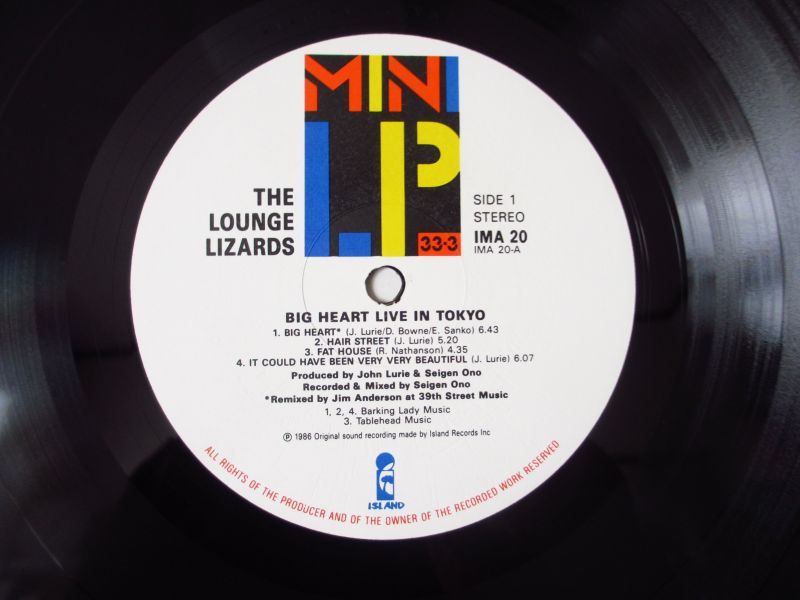 MINI
LP
33·3
THE
LOUNGE
LIZARDS
SIDE 1
STEREO
IMA 20
IMA 20-A
BIG HEART LIVE IN TOKYO
1. BIG HEART* (J. Lurie/D. Bowne/E. Sanko) 6.43
2. HAIR STREET (J. Lurie) 5.20
3. FAT HOUSE (R. Nathanson) 4.35
4. IT COULD HAVE BEEN VERY VERY BEAUTIFUL (J. Lurie) 6.07
Produced by John Lurie & Seigen Ono
Recorded & Mixed by Seigen Ono
*Remixed by Jim Anderson at 39th Street Music
1, 2, 4. Barking Lady Music
3. Tablehead Music
℗ 1986 Original sound recording made by Island Records Inc
ISLAND
ALL RIGHTS OF THE PRODUCER AND OF THE OWNER OF THE RECORDED WORK RESERVED